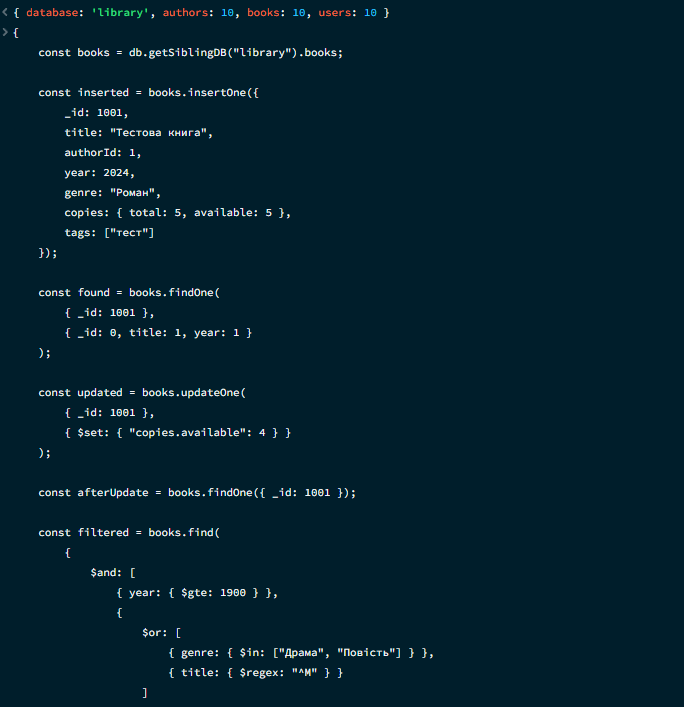 { database: 'library', authors: 10, books: 10, users: 10 }
{
    const books = db.getSiblingDB("library").books;

    const inserted = books.insertOne({
        _id: 1001,
        title: "Тестова книга",
        authorId: 1,
        year: 2024,
        genre: "Роман",
        copies: { total: 5, available: 5 },
        tags: ["тест"]
    });

    const found = books.findOne(
        { _id: 1001 },
        { _id: 0, title: 1, year: 1 }
    );

    const updated = books.updateOne(
        { _id: 1001 },
        { $set: { "copies.available": 4 } }
    );

    const afterUpdate = books.findOne({ _id: 1001 });

    const filtered = books.find(
        {
            $and: [
                { year: { $gte: 1900 } },
                {
                    $or: [
                        { genre: { $in: ["Драма", "Повість"] } },
                        { title: { $regex: "^М" } }
                    ]